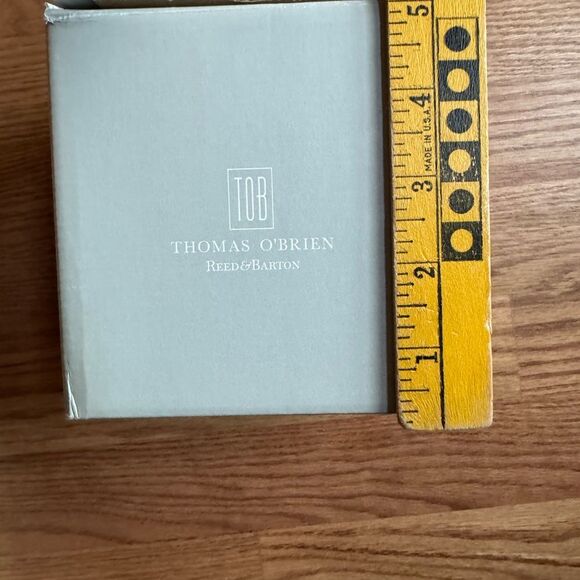 TOB
THOMAS O'BRIEN
REED&BARTON
5
4
MADE IN U.S.A.
3
2
1